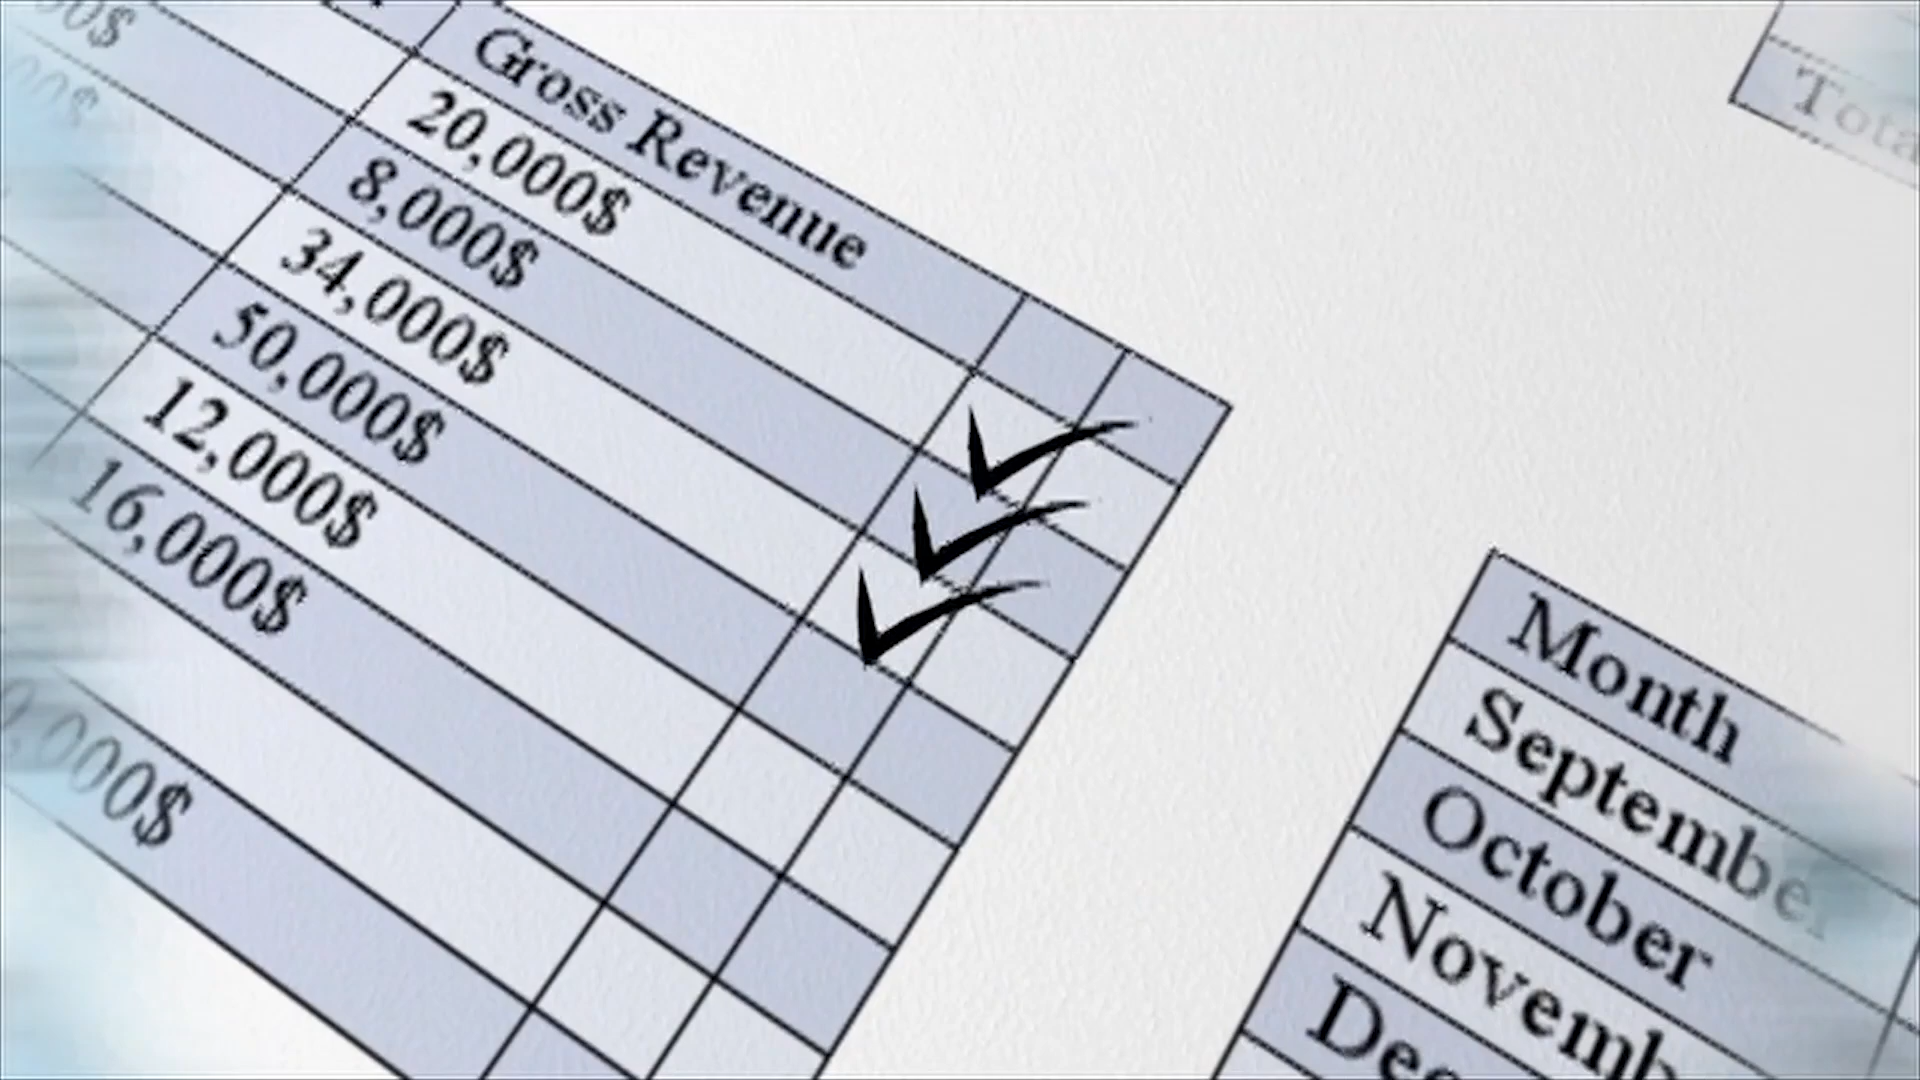 Gross Revenue
20,000$
8,000$
34,000$
50,000$
12,000$
16,000$
Month
September
October